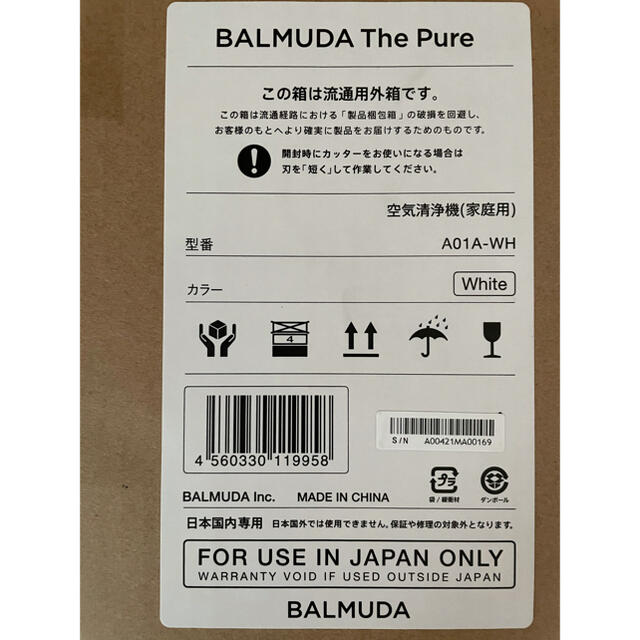 BALMUDA The Pure
この箱は流通用外箱です。
この箱は流通経路における「製品梱包箱」の破損を回避し、
お客様のもとへより確実に製品をお届けするためのものです。
開封時にカッターをお使いになる場合は
刃を「短く」して作業してください。
空気清浄機(家庭用)
型番 A01A-WH
カラー White
4
4 560330 119958
S/N A00421MA00169
プラ
袋/緩衝材
ダンボール
BALMUDA Inc. MADE IN CHINA
日本国内専用 日本国外では使用できません。保証や修理の対象外となります。
FOR USE IN JAPAN ONLY
WARRANTY VOID IF USED OUTSIDE JAPAN
BALMUDA